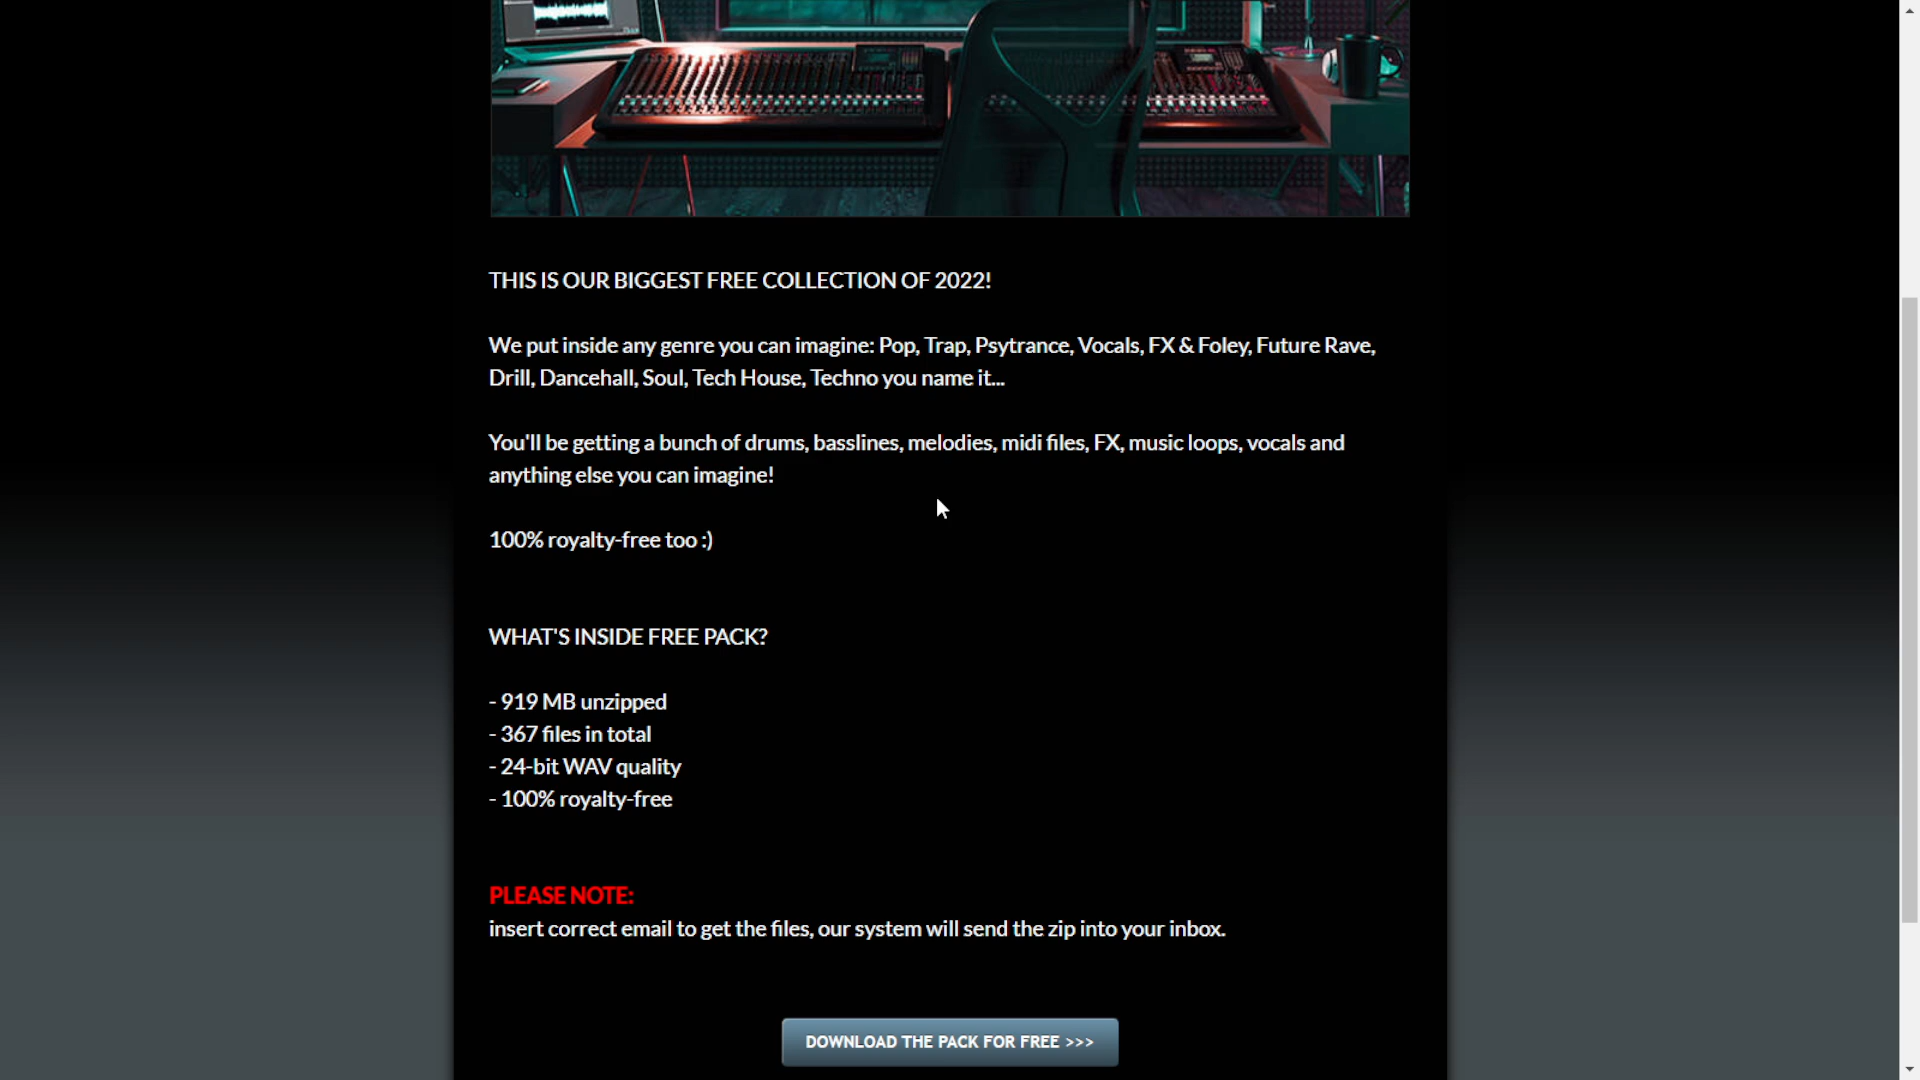 THIS IS OUR BIGGEST FREE COLLECTION OF 2022!
We put inside any genre you can imagine: Pop, Trap, Psytrance, Vocals, FX & Foley, Future Rave,
Drill, Dancehall, Soul, Tech House, Techno you name it...
You'll be getting a bunch of drums, basslines, melodies, midi files, FX, music loops, vocals and
anything else you can imagine!
100% royalty-free too :)
WHAT'S INSIDE FREE PACK?
- 919 MB unzipped
- 367 files in total
- 24-bit WAV quality
- 100% royalty-free
PLEASE NOTE:
insert correct email to get the files, our system will send the zip into your inbox.
DOWNLOAD THE PACK FOR FREE >>>